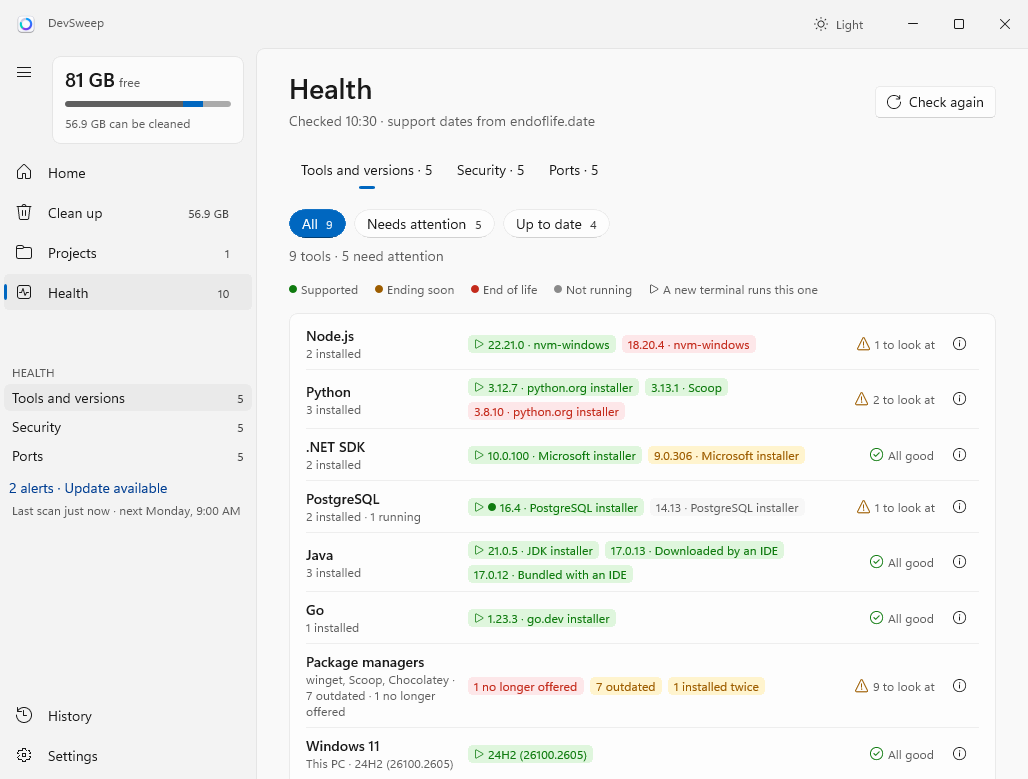 DevSweep
Light
81 GB free
56.9 GB can be cleaned
Home
Clean up 56.9 GB
Projects 1
Health 10
HEALTH
Tools and versions 5
Security 5
Ports 5
2 alerts · Update available
Last scan just now · next Monday, 9:00 AM
History
Settings
Health
Checked 10:30 · support dates from endoflife.date
Check again
Tools and versions · 5 Security · 5 Ports · 5
All 9 Needs attention 5 Up to date 4
9 tools · 5 need attention
Supported Ending soon End of life Not running A new terminal runs this one
Node.js
2 installed
22.21.0 · nvm-windows 18.20.4 · nvm-windows
1 to look at
Python
3 installed
3.12.7 · python.org installer 3.13.1 · Scoop
3.8.10 · python.org installer
2 to look at
.NET SDK
2 installed
10.0.100 · Microsoft installer 9.0.306 · Microsoft installer
All good
PostgreSQL
2 installed · 1 running
16.4 · PostgreSQL installer 14.13 · PostgreSQL installer
1 to look at
Java
3 installed
21.0.5 · JDK installer 17.0.13 · Downloaded by an IDE
17.0.12 · Bundled with an IDE
All good
Go
1 installed
1.23.3 · go.dev installer
All good
Package managers
winget, Scoop, Chocolatey ·
7 outdated · 1 no longer
offered
1 no longer offered 7 outdated 1 installed twice
9 to look at
Windows 11
This PC · 24H2 (26100.2605)
24H2 (26100.2605)
All good